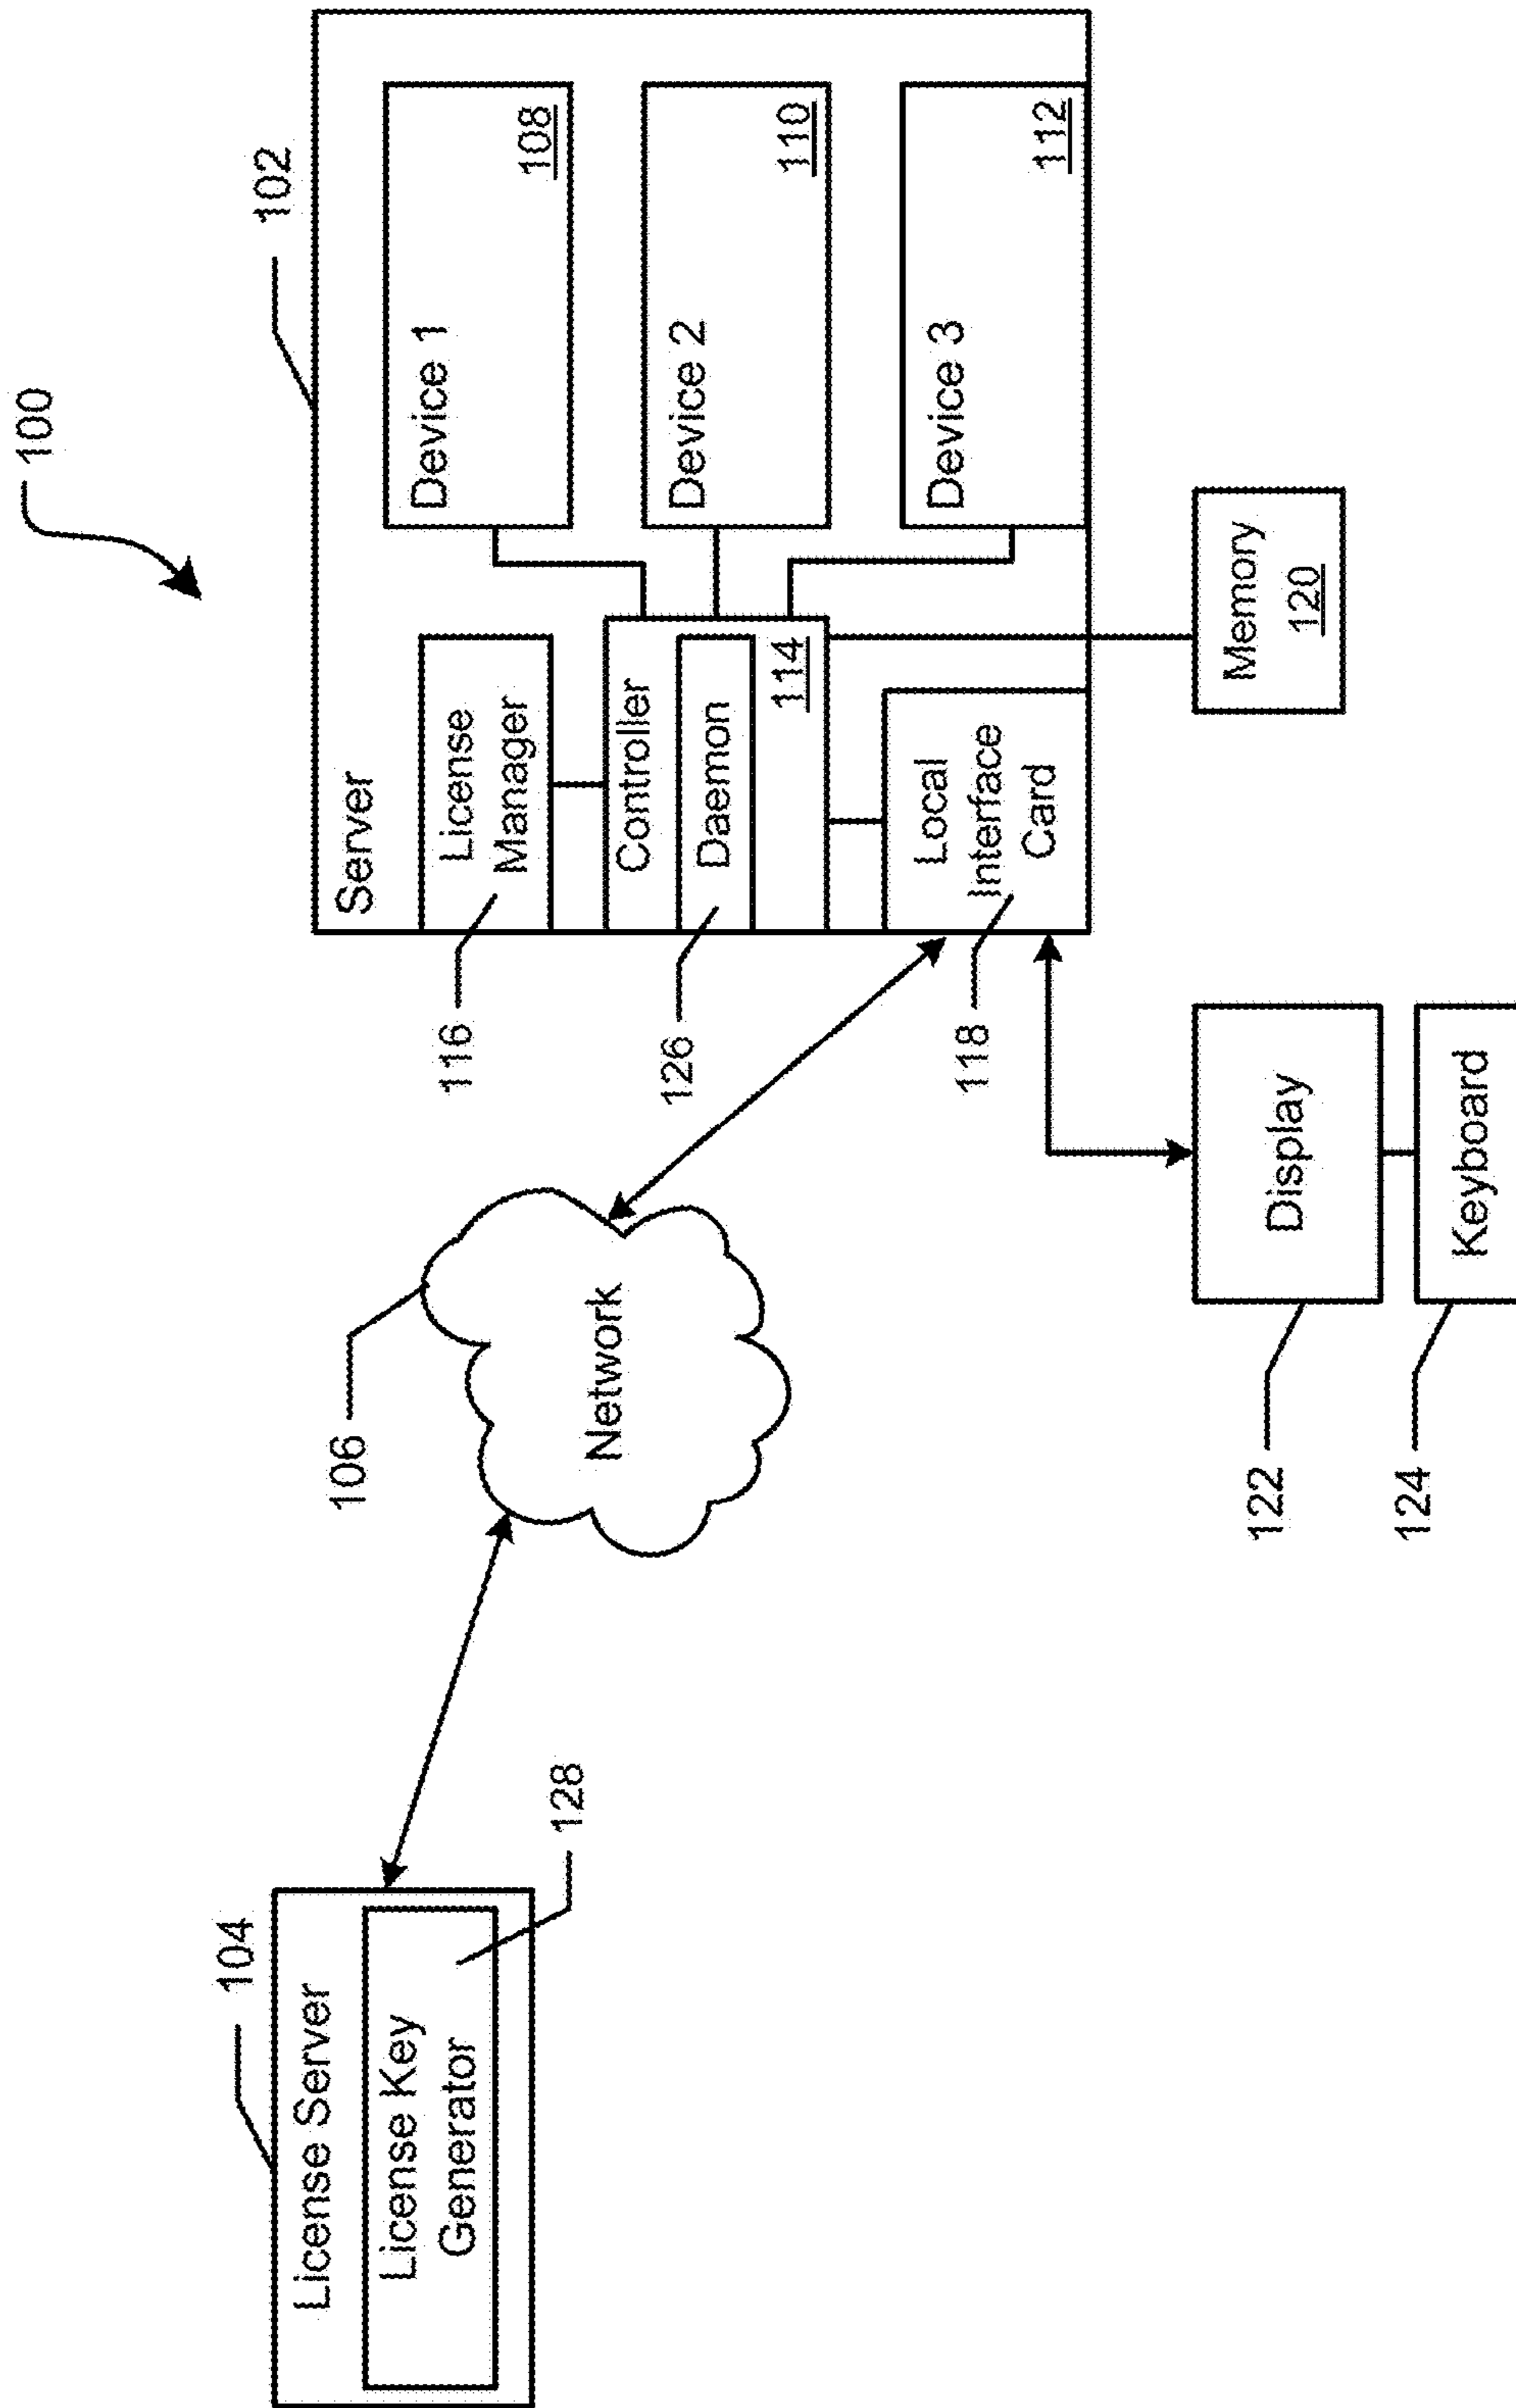 100
102
Server
License
Manager
116
Controller
Daemon
126
114
Local
Interface
Card
118
Device 1
108
Device 2
110
Device 3
112
Memory
120
104
License Server
License Key
Generator
128
106
Network
Display
122
Keyboard
124